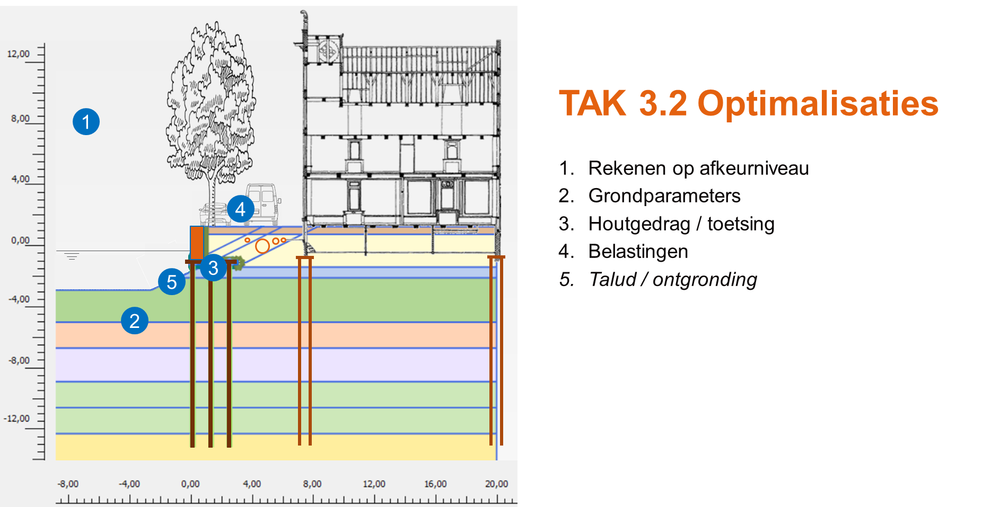 12,00
8,00
4,00
0,00
-4,00
-8,00
-12,00
-8,00 -4,00 0,00 4,00 8,00 12,00 16,00 20,00
1
4
3
5
2
TAK 3.2 Optimalisaties
1. Rekenen op afkeurniveau
2. Grondparameters
3. Houtgedrag / toetsing
4. Belastingen
5. Talud / ontgronding